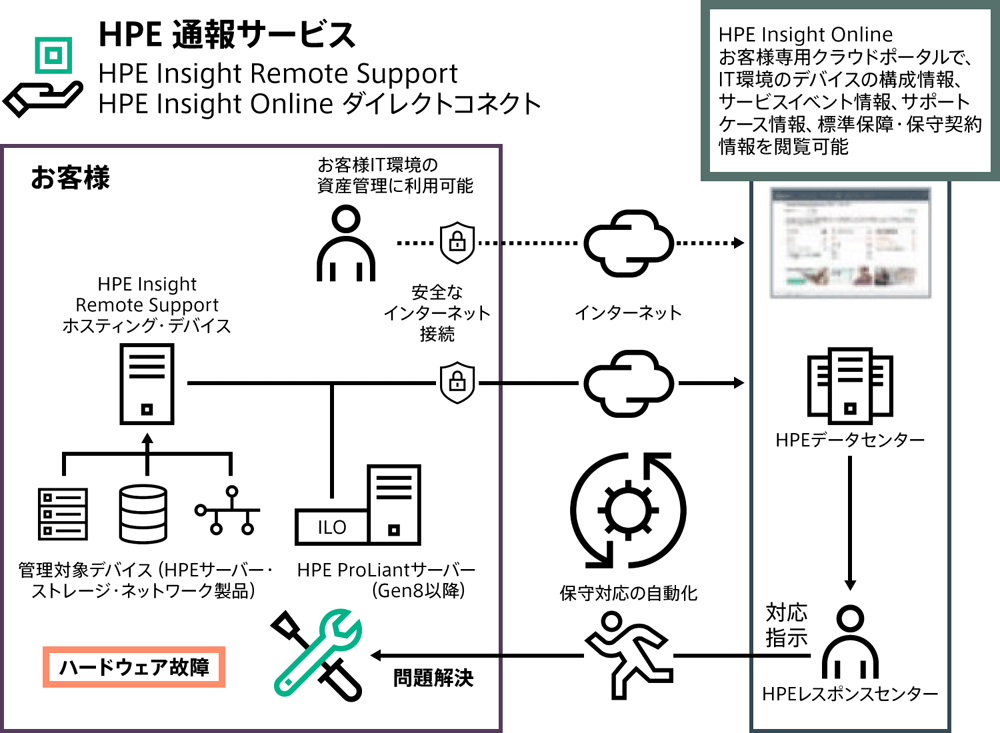 HPE 通報サービス
HPE Insight Remote Support
HPE Insight Online ダイレクトコネクト
HPE Insight Online
お客様専用クラウドポータルで、
IT環境のデバイスの構成情報、
サービスイベント情報、サポート
ケース情報、標準保障・保守契約
情報を閲覧可能
お客様
お客様IT環境の
資産管理に利用可能
安全な
インターネット
接続
インターネット
HPE Insight
Remote Support
ホスティング・デバイス
HPEデータセンター
ILO
管理対象デバイス（HPEサーバー・
ストレージ・ネットワーク製品）
HPE ProLiantサーバー
（Gen8以降）
保守対応の自動化
対応
指示
ハードウェア故障
問題解決
HPEレスポンスセンター